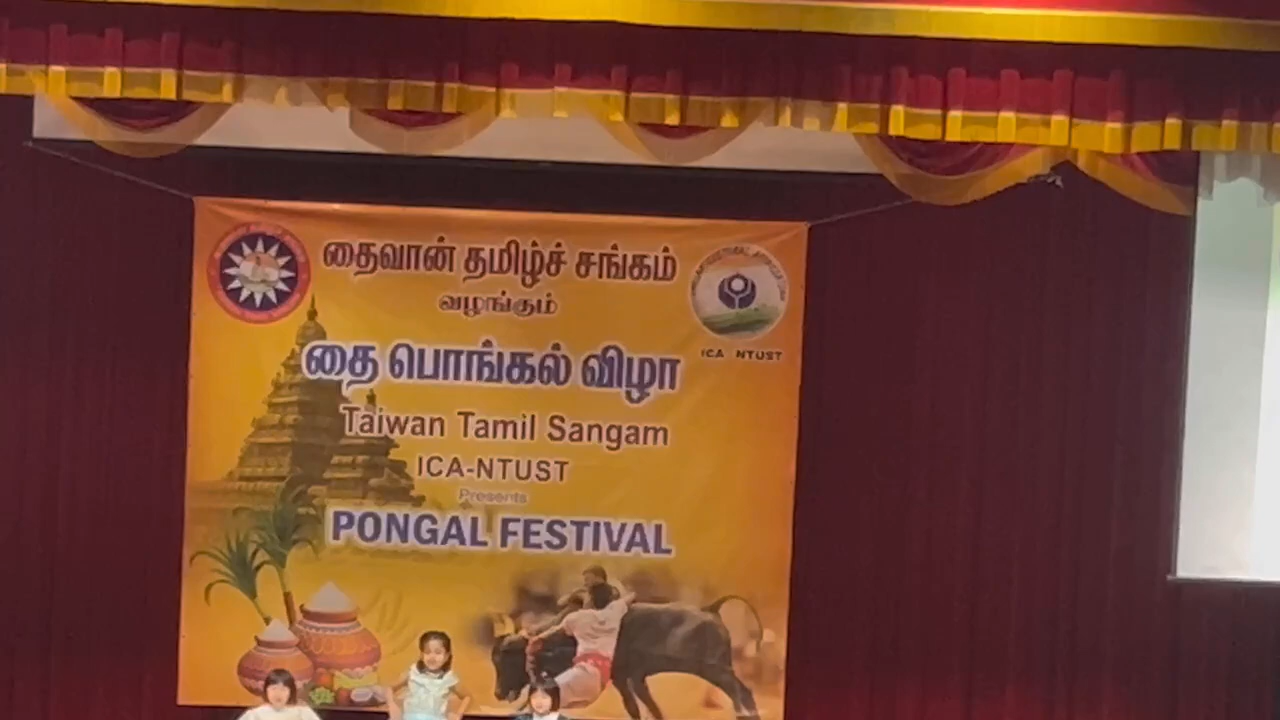 தைவான் தமிழ்ச் சங்கம்
வழங்கும்
ICA NTUST
தை பொங்கல் விழா
Taiwan Tamil Sangam
ICA-NTUST
Presents
PONGAL FESTIVAL